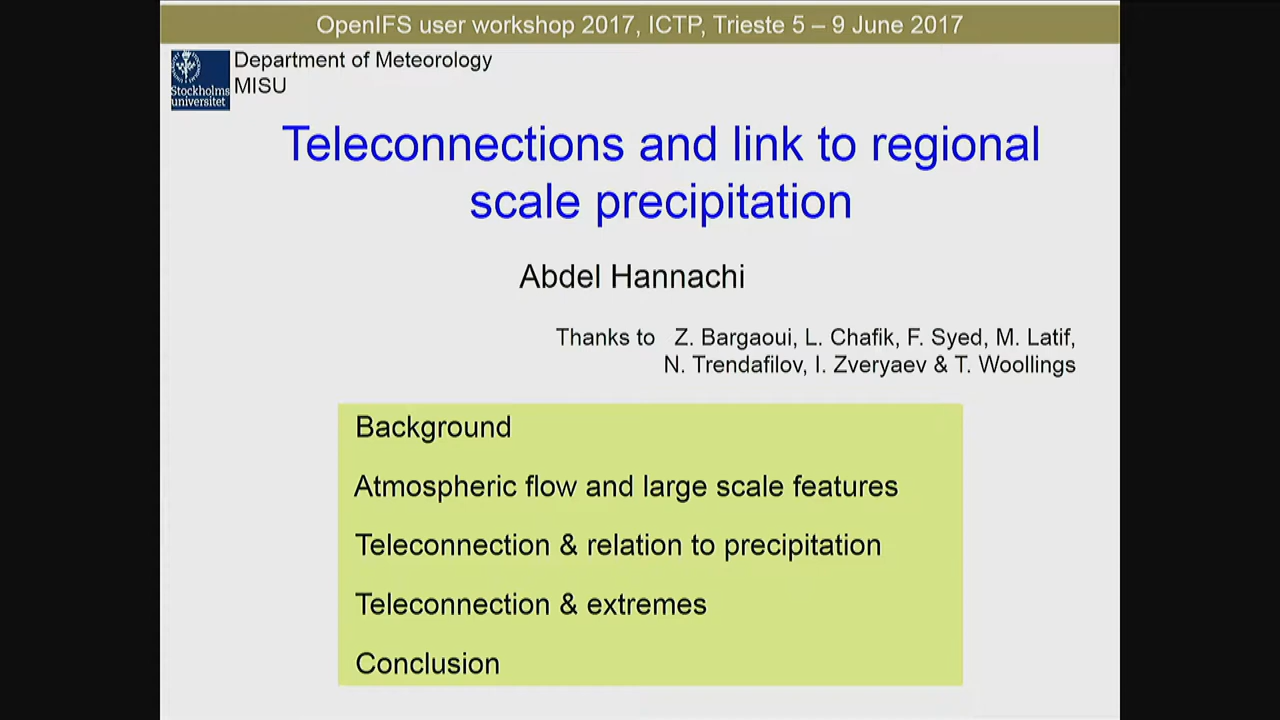 OpenIFS user workshop 2017, ICTP, Trieste 5 – 9 June 2017
Department of Meteorology
MISU
Stockholms
universitet
Teleconnections and link to regional
scale precipitation
Abdel Hannachi
Thanks to Z. Bargaoui, L. Chafik, F. Syed, M. Latif,
N. Trendafilov, I. Zveryaev & T. Woollings
Background
Atmospheric flow and large scale features
Teleconnection & relation to precipitation
Teleconnection & extremes
Conclusion